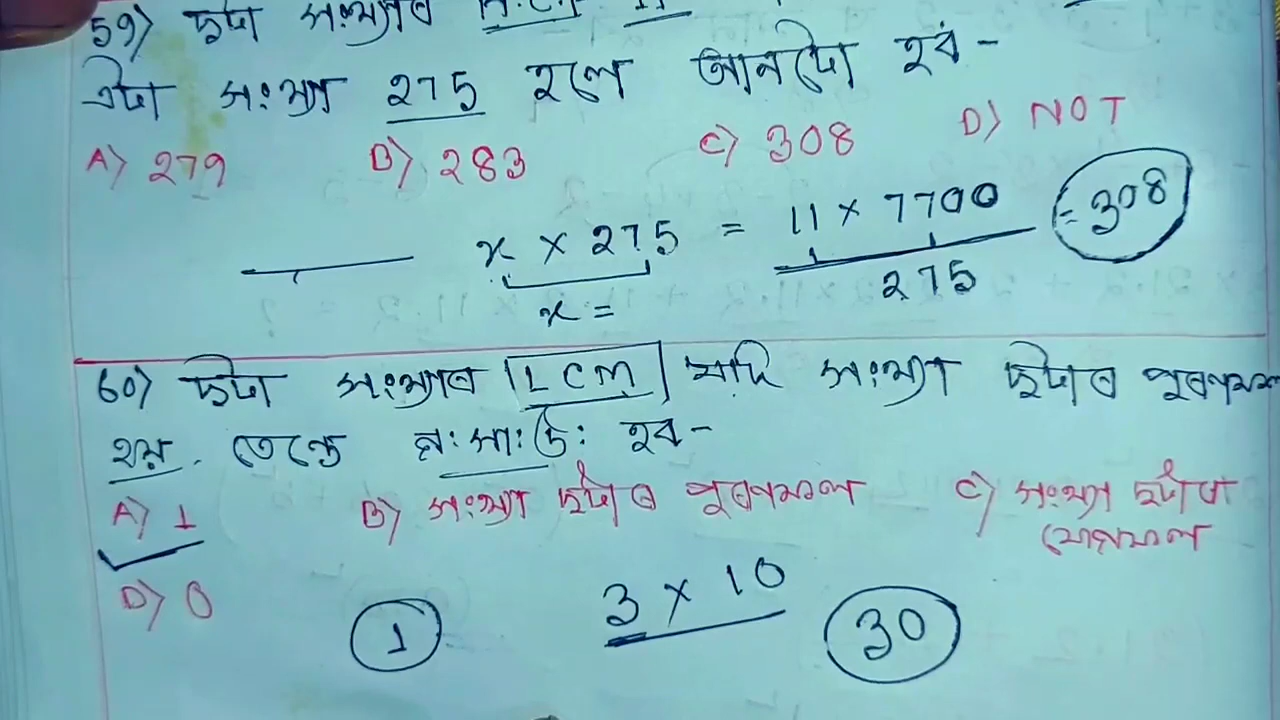 59) দুটা সংখ্যাৰ H.C.F 11
এটা সংখ্যা 275 হলে আনটো হব -
A) 279 B) 283 C) 308 D) NOT
x × 275 = 11 × 7700 / 275 = 308
x =
60) দুটা সংখ্যাৰ LCM যদি সংখ্যা দুটাৰ পূৰণফল
হয়. তেন্তে গ: সা: উ: হব -
A) 1 B) সংখ্যা দুটাৰ পূৰণফল C) সংখ্যা দুটাৰ
যোগফল
D) 0
1 3 × 10 30